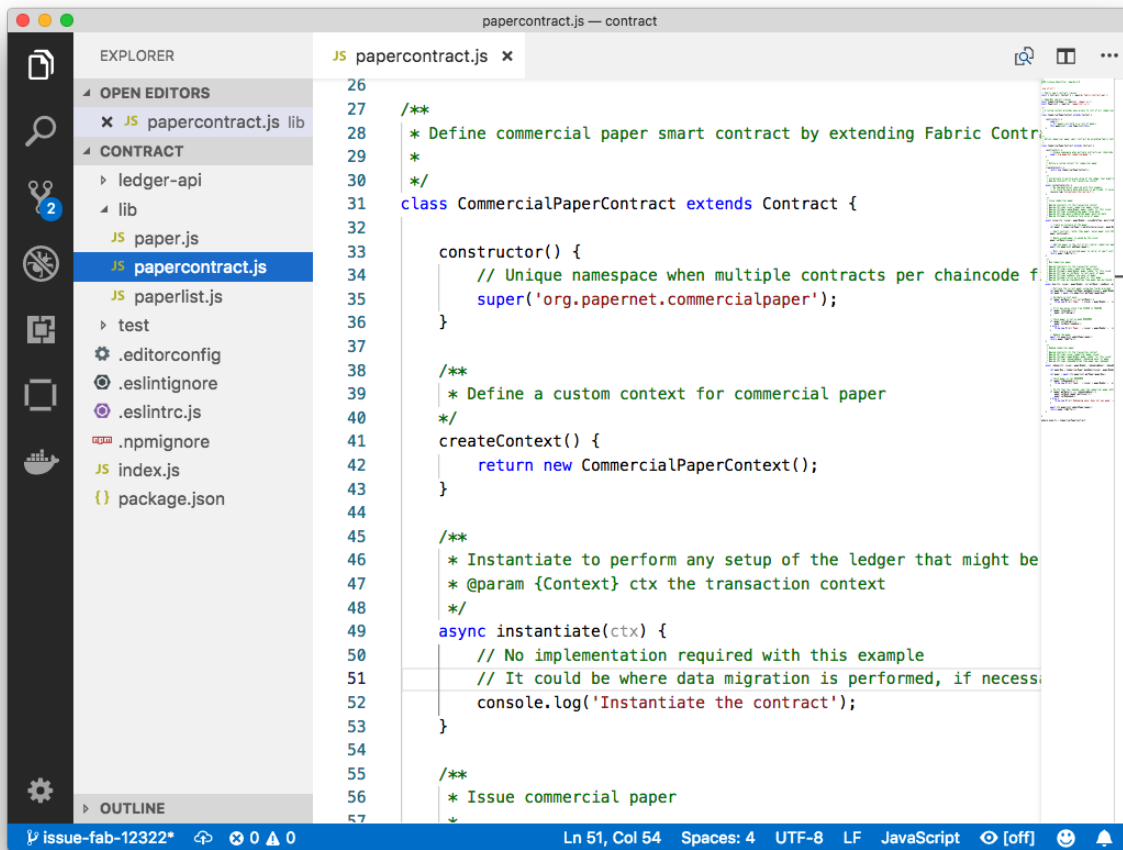 papercontract.js — contract
EXPLORER
JS papercontract.js ×
OPEN EDITORS
× JS papercontract.js lib
CONTRACT
ledger-api
lib
JS paper.js
JS papercontract.js
JS paperlist.js
test
.editorconfig
.eslintignore
.eslintrc.js
npm .npmignore
JS index.js
{} package.json
OUTLINE
2
26
27 /**
28 * Define commercial paper smart contract by extending Fabric Contr
29 *
30 */
31 class CommercialPaperContract extends Contract {
32
33 constructor() {
34 // Unique namespace when multiple contracts per chaincode f
35 super('org.papernet.commercialpaper');
36 }
37
38 /**
39 * Define a custom context for commercial paper
40 */
41 createContext() {
42 return new CommercialPaperContext();
43 }
44
45 /**
46 * Instantiate to perform any setup of the ledger that might be
47 * @param {Context} ctx the transaction context
48 */
49 async instantiate(ctx) {
50 // No implementation required with this example
51 // It could be where data migration is performed, if necess
52 console.log('Instantiate the contract');
53 }
54
55 /**
56 * Issue commercial paper
57 *
issue-fab-12322* 0 0 Ln 51, Col 54 Spaces: 4 UTF-8 LF JavaScript [off]